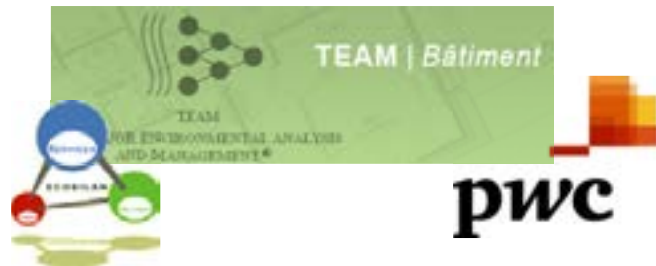 TEAM | Bâtiment
TEAM
FOR ENVIRONMENTAL ANALYSIS
AND MANAGEMENT®
ECOBILAN
pwc